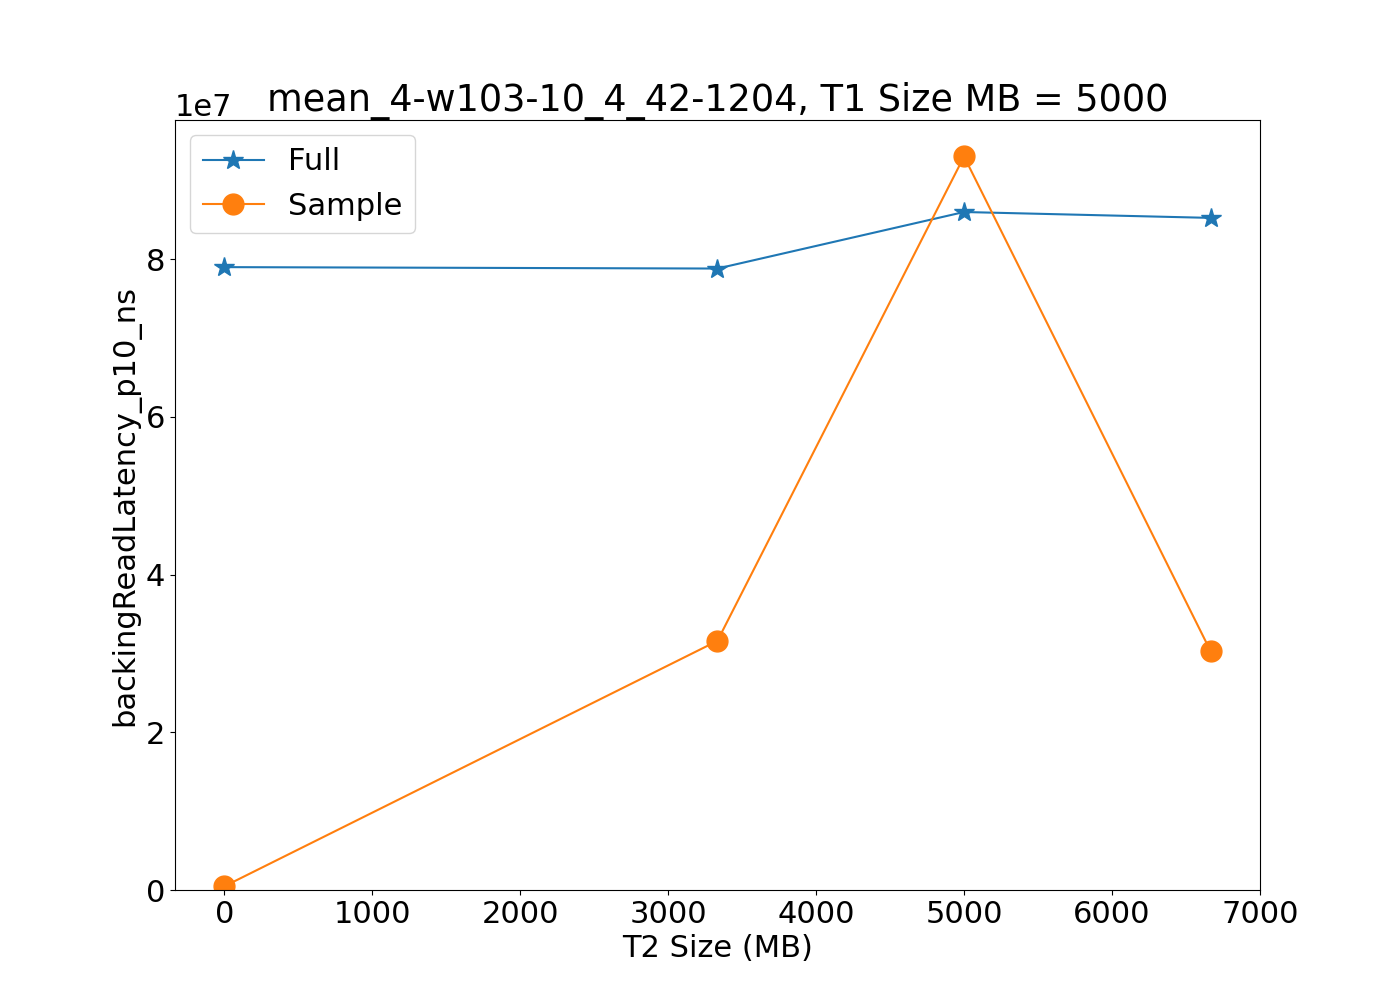 1e7
mean_4-w103-10_4_42-1204, T1 Size MB = 5000
Full
Sample
8
6
4
2
0
backingReadLatency_p10_ns
0 1000 2000 3000 4000 5000 6000 7000
T2 Size (MB)